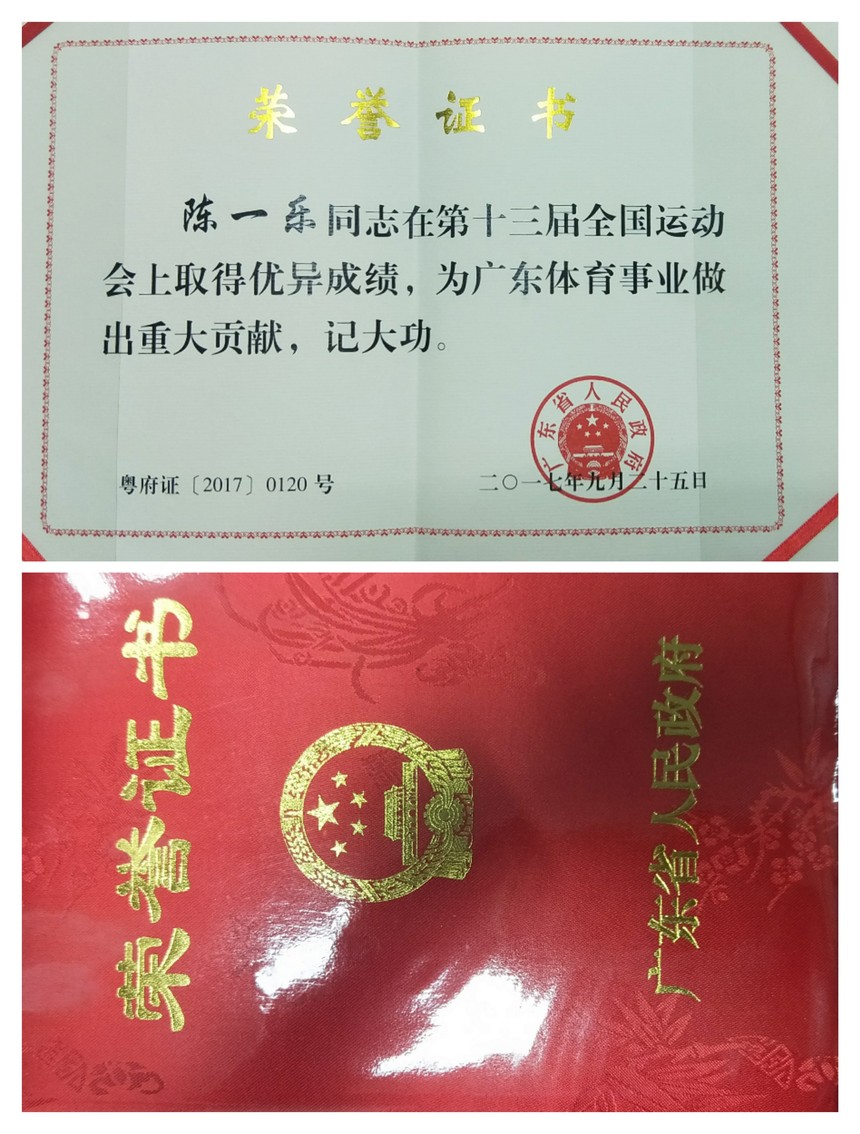 荣誉证书
陈一乐同志在第十三届全国运动
会上取得优异成绩，为广东体育事业做
出重大贡献，记大功。
广东省人民政府
粤府证〔2017〕0120号
二〇一七年九月二十五日
荣誉证书
广东省人民政府